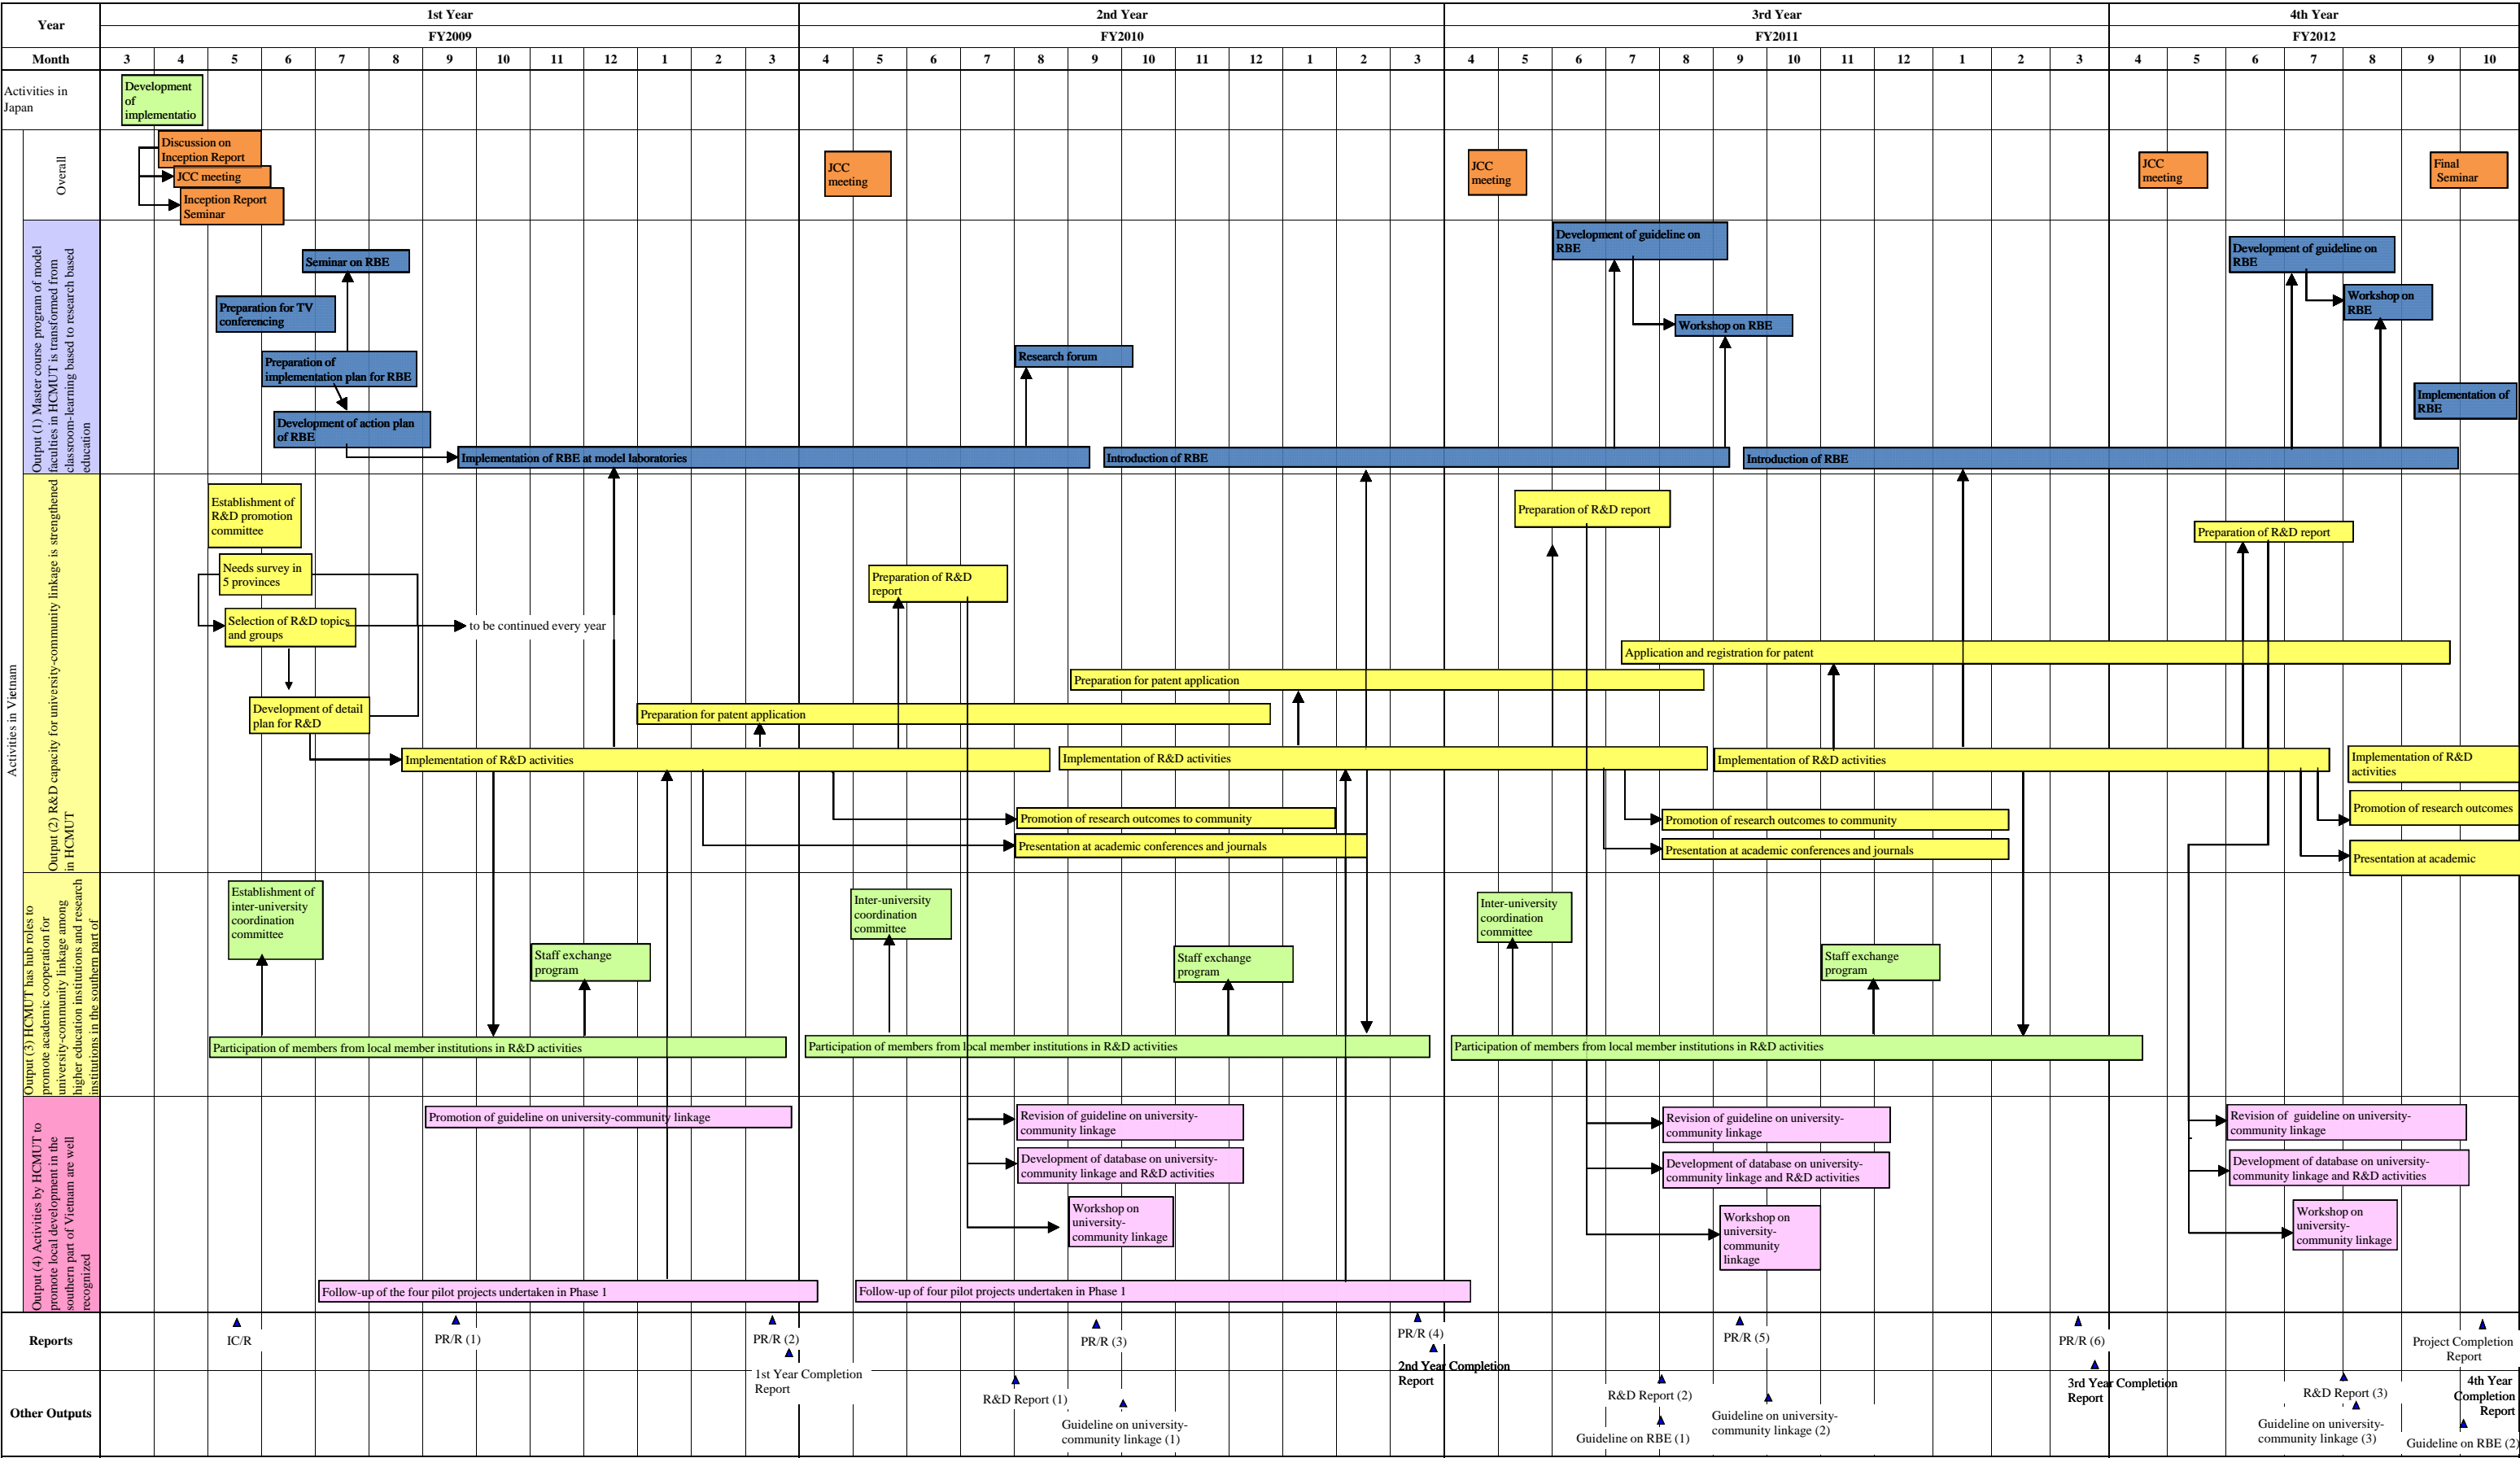 Year
1st Year
2nd Year
3rd Year
4th Year
FY2009
FY2010
FY2011
FY2012
Month
3 4 5 6 7 8 9 10 11 12 1 2 3
4 5 6 7 8 9 10 11 12 1 2 3
4 5 6 7 8 9 10 11 12 1 2 3
4 5 6 7 8 9 10
Activities in
Japan
Development
of
implementatio
Activities in Vietnam
Overall
Discussion on
Inception Report
JCC meeting
Inception Report
Seminar
JCC
meeting
JCC
meeting
JCC
meeting
Final
Seminar
Output (1) Master course program of model
faculties in HCMUT is transformed from
classroom-learning based to research based
education
Seminar on RBE
Preparation for TV
conferencing
Preparation of
implementation plan for RBE
Development of action plan
of RBE
Implementation of RBE at model laboratories
Research forum
Introduction of RBE
Development of guideline on
RBE
Workshop on RBE
Introduction of RBE
Development of guideline on
RBE
Workshop on
RBE
Implementation of
RBE
Output (2) R&D capacity for university-community linkage is strengthened
in HCMUT
Establishment of
R&D promotion
committee
Needs survey in
5 provinces
Selection of R&D topics
and groups
to be continued every year
Development of detail
plan for R&D
Preparation for patent application
Implementation of R&D activities
Preparation of R&D
report
Preparation for patent application
Implementation of R&D activities
Promotion of research outcomes to community
Presentation at academic conferences and journals
Preparation of R&D report
Application and registration for patent
Implementation of R&D activities
Promotion of research outcomes to community
Presentation at academic conferences and journals
Preparation of R&D report
Implementation of R&D
activities
Promotion of research outcomes
Presentation at academic
Output (3) HCMUT has hub roles to
promote academic cooperation for
university-community linkage among
higher education institutions and research
institutions in the southern part of
Establishment of
inter-university
coordination
committee
Staff exchange
program
Participation of members from local member institutions in R&D activities
Inter-university
coordination
committee
Staff exchange
program
Participation of members from local member institutions in R&D activities
Inter-university
coordination
committee
Staff exchange
program
Participation of members from local member institutions in R&D activities
Output (4) Activities by HCMUT to
promote local development in the
southern part of Vietnam are well
recognized
Promotion of guideline on university-community linkage
Follow-up of the four pilot projects undertaken in Phase 1
Revision of guideline on university-
community linkage
Development of database on university-
community linkage and R&D activities
Workshop on
university-
community linkage
Follow-up of four pilot projects undertaken in Phase 1
Revision of guideline on university-
community linkage
Development of database on university-
community linkage and R&D activities
Workshop on
university-
community
linkage
Revision of guideline on university-
community linkage
Development of database on university-
community linkage and R&D activities
Workshop on
university-
community linkage
Reports
IC/R
PR/R (1)
PR/R (2)
1st Year Completion
Report
PR/R (3)
PR/R (4)
2nd Year Completion
Report
PR/R (5)
PR/R (6)
3rd Year Completion
Report
Project Completion
Report
4th Year
Completion
Report
Other Outputs
R&D Report (1)
Guideline on university-
community linkage (1)
R&D Report (2)
Guideline on RBE (1)
Guideline on university-
community linkage (2)
R&D Report (3)
Guideline on university-
community linkage (3)
Guideline on RBE (2)